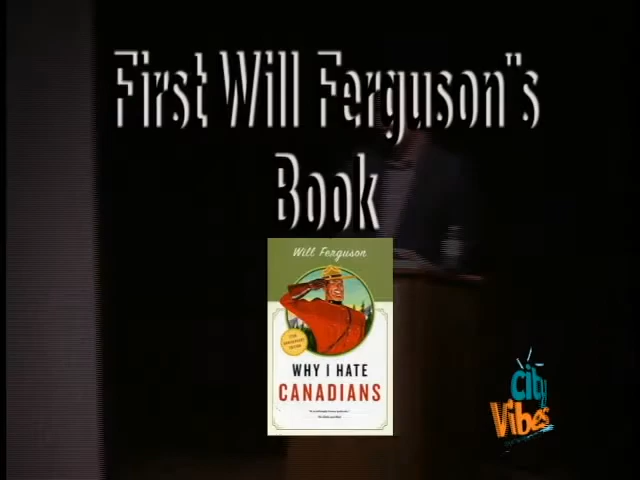 First Will Ferguson"s
Book
Will Ferguson
WHY I HATE
CANADIANS
city
Vibes